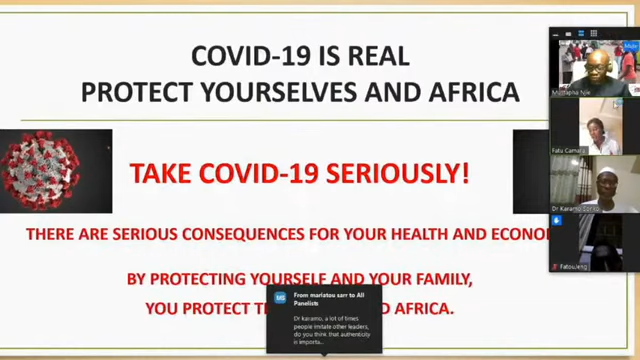 COVID-19 IS REAL
PROTECT YOURSELVES AND AFRICA
TAKE COVID-19 SERIOUSLY!
THERE ARE SERIOUS CONSEQUENCES FOR YOUR HEALTH AND ECONO
BY PROTECTING YOURSELF AND YOUR FAMILY,
YOU PROTECT D AFRICA.
MS
From mariatou sarr to All
Panelists
Dr karamo, a lot of times
people imitate other leaders,
do you think that authenticity
is importa...
Mustapha Njie
Fatu Camara
Dr Karamo